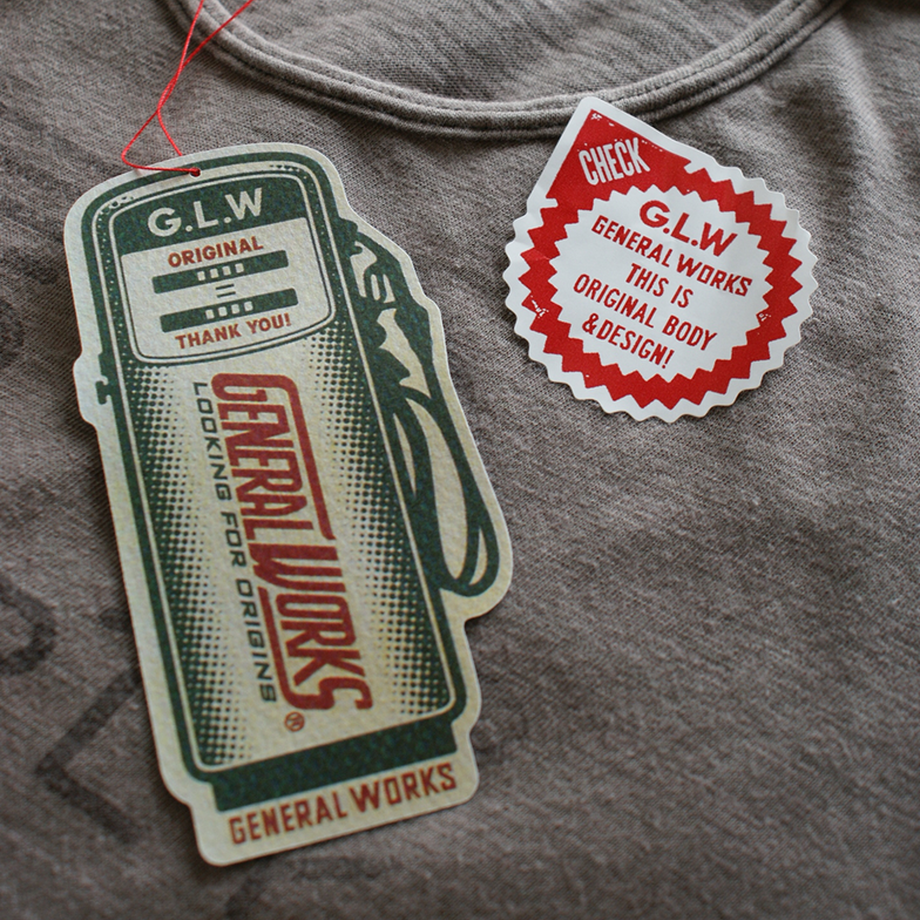 G.L.W
ORIGINAL
THANK YOU!
GENERAL WORKS
LOOKING FOR ORIGINS
®
GENERAL WORKS
CHECK
G.L.W
GENERAL WORKS
THIS IS
ORIGINAL BODY
&DESIGN!